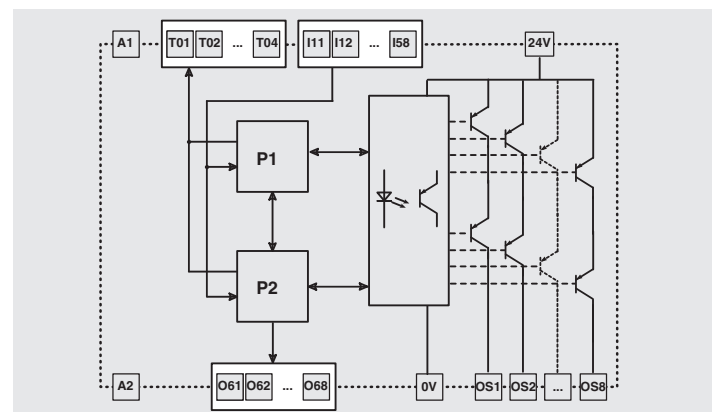 A1 T01 T02 ... T04 I11 I12 ... I58 24V
P1
P2
A2 O61 O62 ... O68 0V OS1 OS2 ... OS8